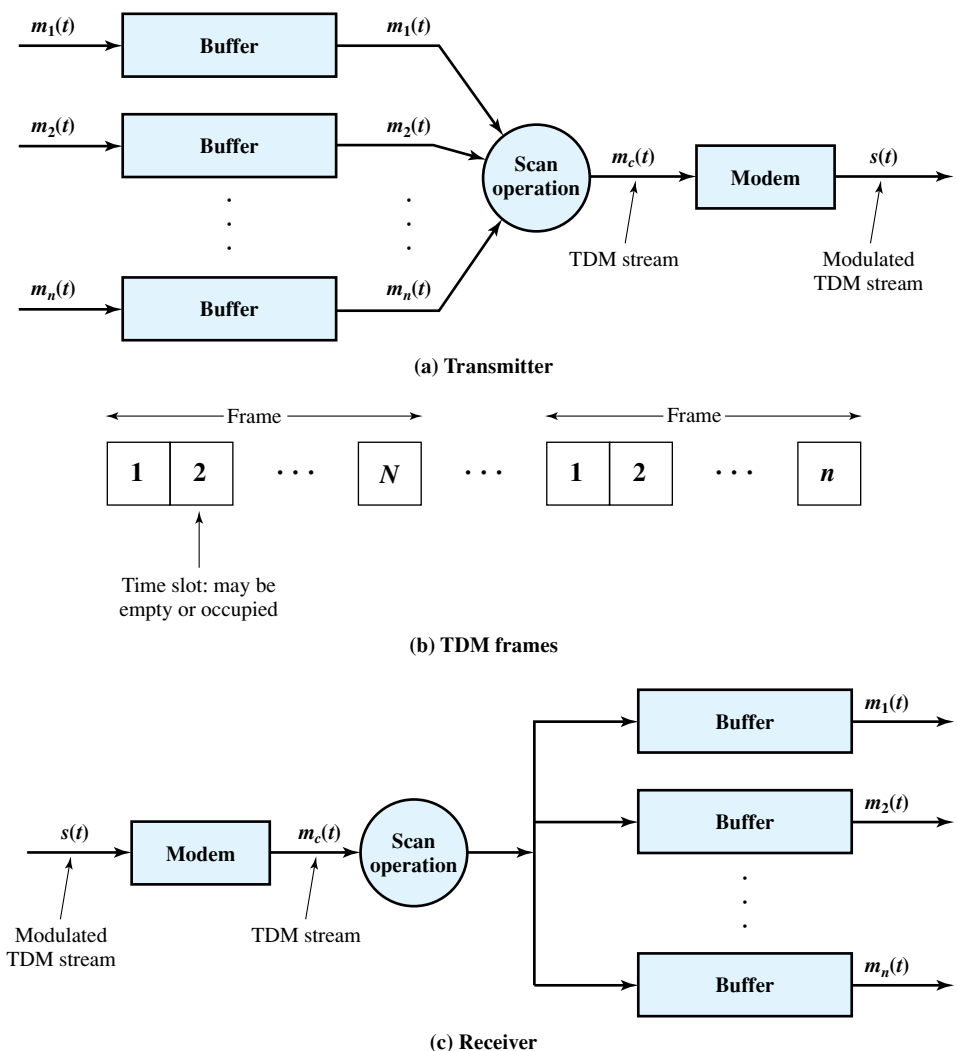 m₁(t) Buffer m₁(t)
m₂(t) Buffer m₂(t)
Scan operation
m_c(t) Modem s(t)
. .
. .
. .
TDM stream
Modulated
TDM stream
mₙ(t) Buffer mₙ(t)
(a) Transmitter
Frame Frame
1 2 · · · N · · · 1 2 · · · n
Time slot: may be
empty or occupied
(b) TDM frames
Buffer m₁(t)
s(t) Modem m_c(t)
Scan
operation
Buffer m₂(t)
Modulated
TDM stream
TDM stream
.
.
.
Buffer mₙ(t)
(c) Receiver